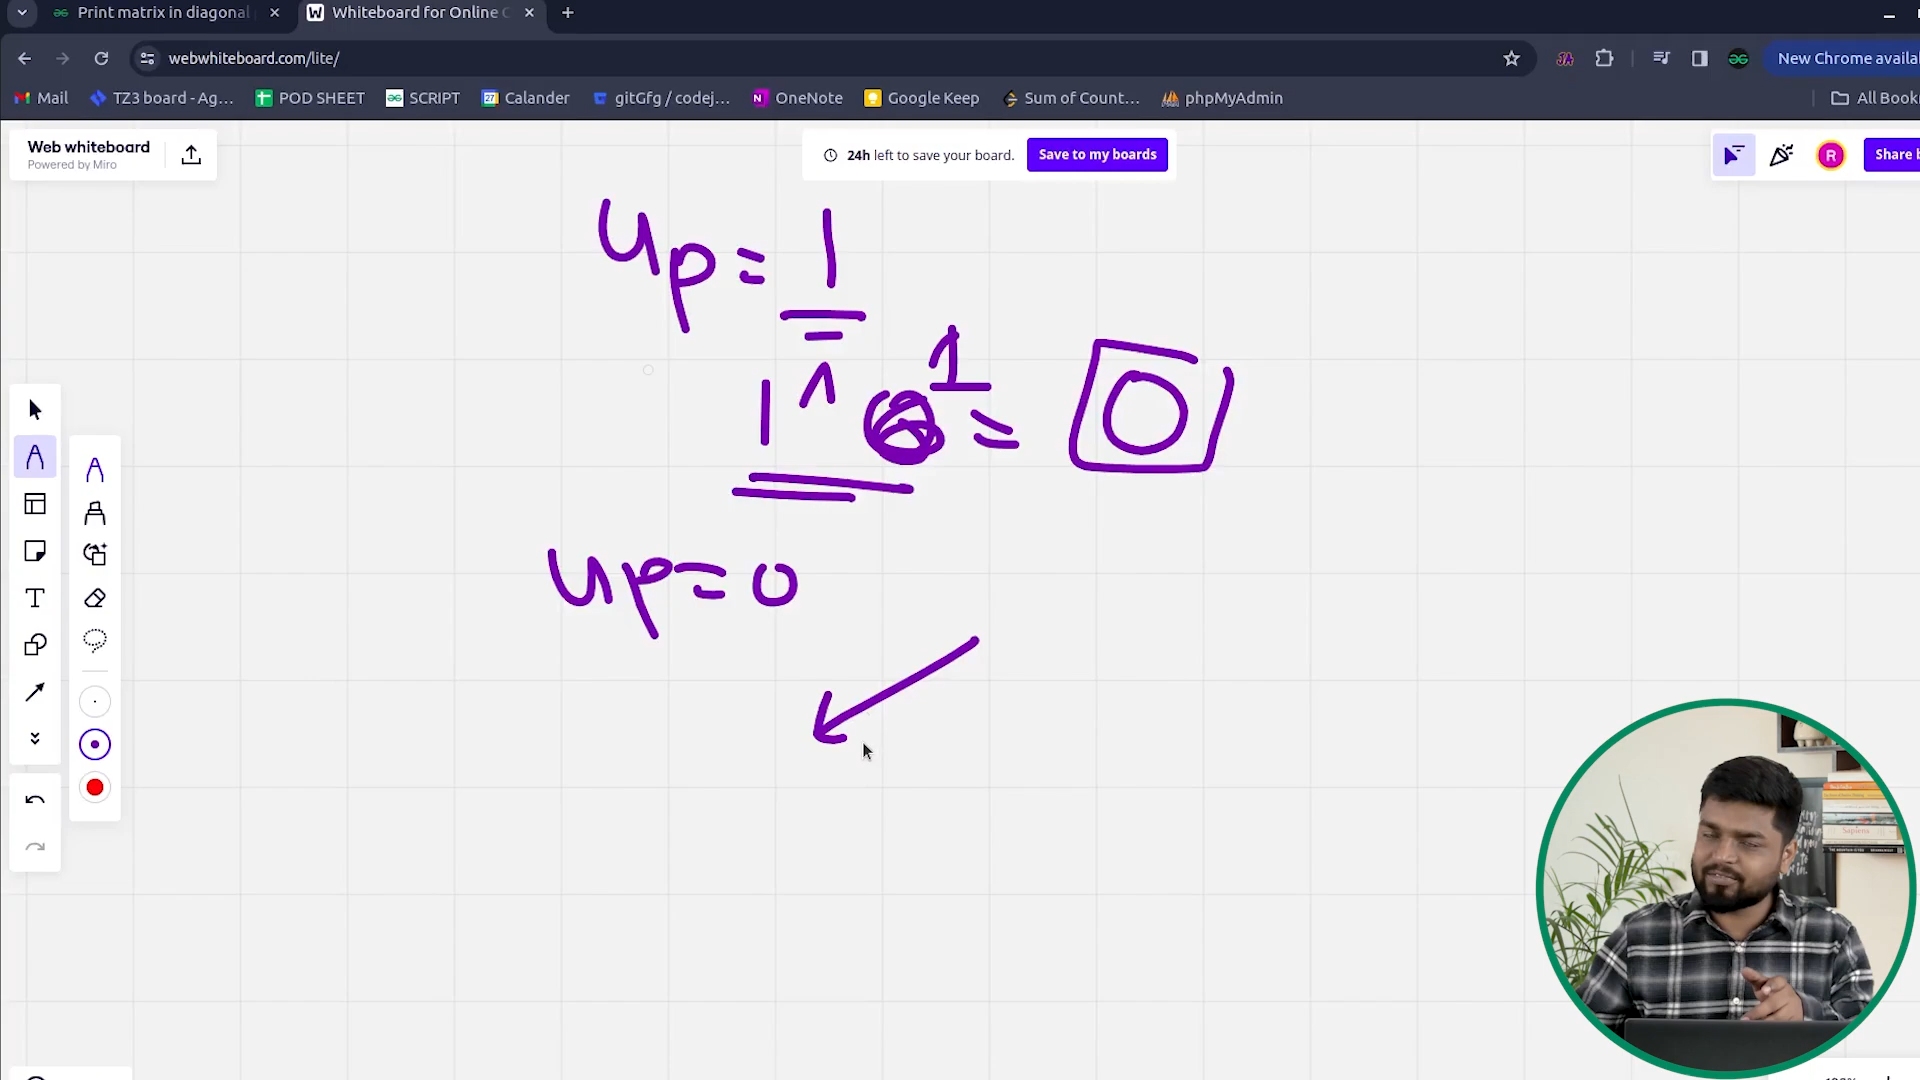 Print matrix in diagonal
Whiteboard for Online
webwhiteboard.com/lite/
New Chrome availa
Mail
TZ3 board - Ag...
POD SHEET
SCRIPT
Calander
gitGfg / codej...
OneNote
Google Keep
Sum of Count...
phpMyAdmin
All Book
Web whiteboard
Powered by Miro
24h left to save your board.
Save to my boards
R
Share
up = 1
1 ^ 1 = 0
up = 0
Sapiens